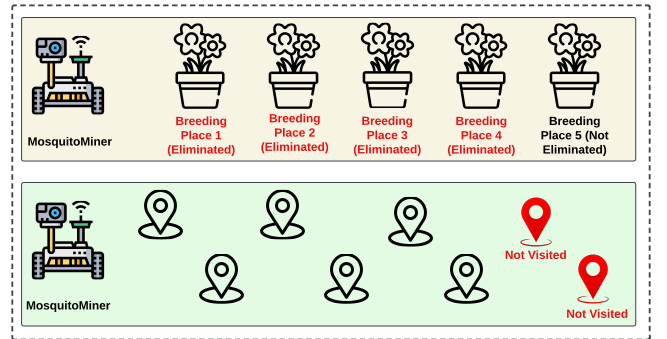 MosquitoMiner
Breeding
Place 1
(Eliminated)
Breeding
Place 2
(Eliminated)
Breeding
Place 3
(Eliminated)
Breeding
Place 4
(Eliminated)
Breeding
Place 5 (Not
Eliminated)
MosquitoMiner
Not Visited
Not Visited